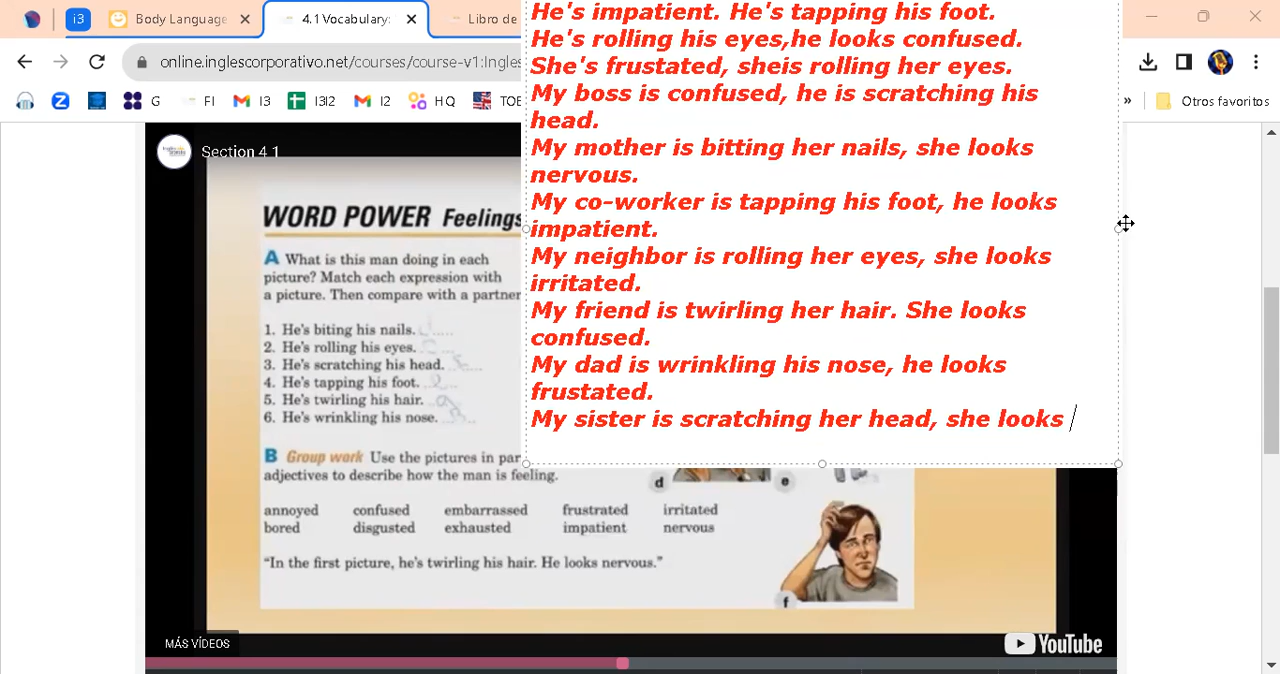 i3
Body Language
4.1 Vocabulary:
Libro de
online.inglescorporativo.net/courses/course-v1:Ingles
G
FI
I3
I3I2
I2
HQ
TOE
»
Otros favoritos
Section 4 1
WORD POWER Feelings
A What is this man doing in each
picture? Match each expression with
a picture. Then compare with a partner
1. He's biting his nails.
2. He's rolling his eyes.
3. He's scratching his head.
4. He's tapping his foot.
5. He's twirling his hair.
6. He's wrinkling his nose.
B Group work Use the pictures in par
adjectives to describe how the man is feeling.
annoyed confused embarrassed frustrated irritated
bored disgusted exhausted impatient nervous
"In the first picture, he's twirling his hair. He looks nervous."
d
e
f
MÁS VÍDEOS
YouTube
He's impatient. He's tapping his foot.
He's rolling his eyes,he looks confused.
She's frustated, sheis rolling her eyes.
My boss is confused, he is scratching his
head.
My mother is bitting her nails, she looks
nervous.
My co-worker is tapping his foot, he looks
impatient.
My neighbor is rolling her eyes, she looks
irritated.
My friend is twirling her hair. She looks
confused.
My dad is wrinkling his nose, he looks
frustated.
My sister is scratching her head, she looks